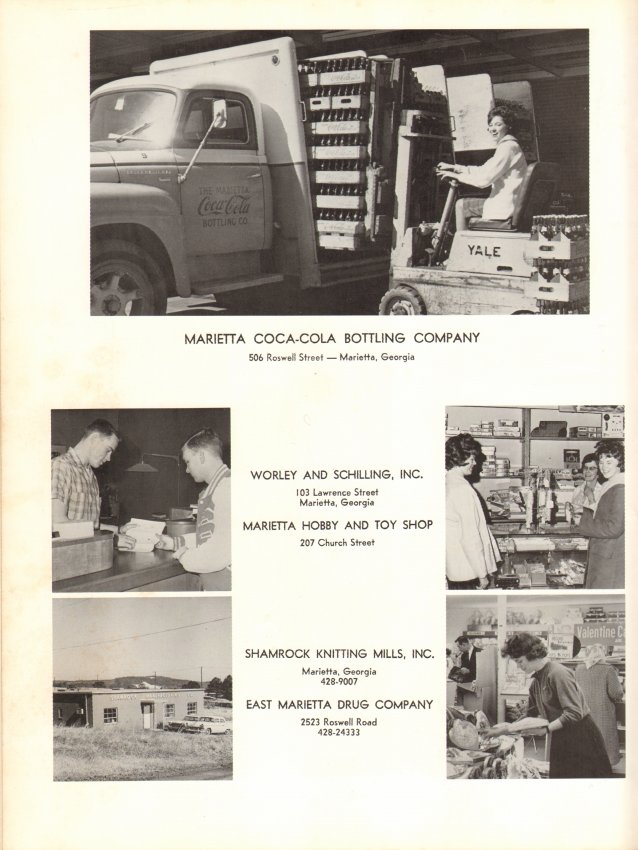 THE MARIETTA
Coca-Cola
BOTTLING CO.
YALE
MARIETTA COCA-COLA BOTTLING COMPANY
506 Roswell Street — Marietta, Georgia
WORLEY AND SCHILLING, INC.
103 Lawrence Street
Marietta, Georgia
MARIETTA HOBBY AND TOY SHOP
207 Church Street
SHAMROCK KNITTING MILLS, INC.
Marietta, Georgia
428-9007
EAST MARIETTA DRUG COMPANY
2523 Roswell Road
428-24333
Valentine